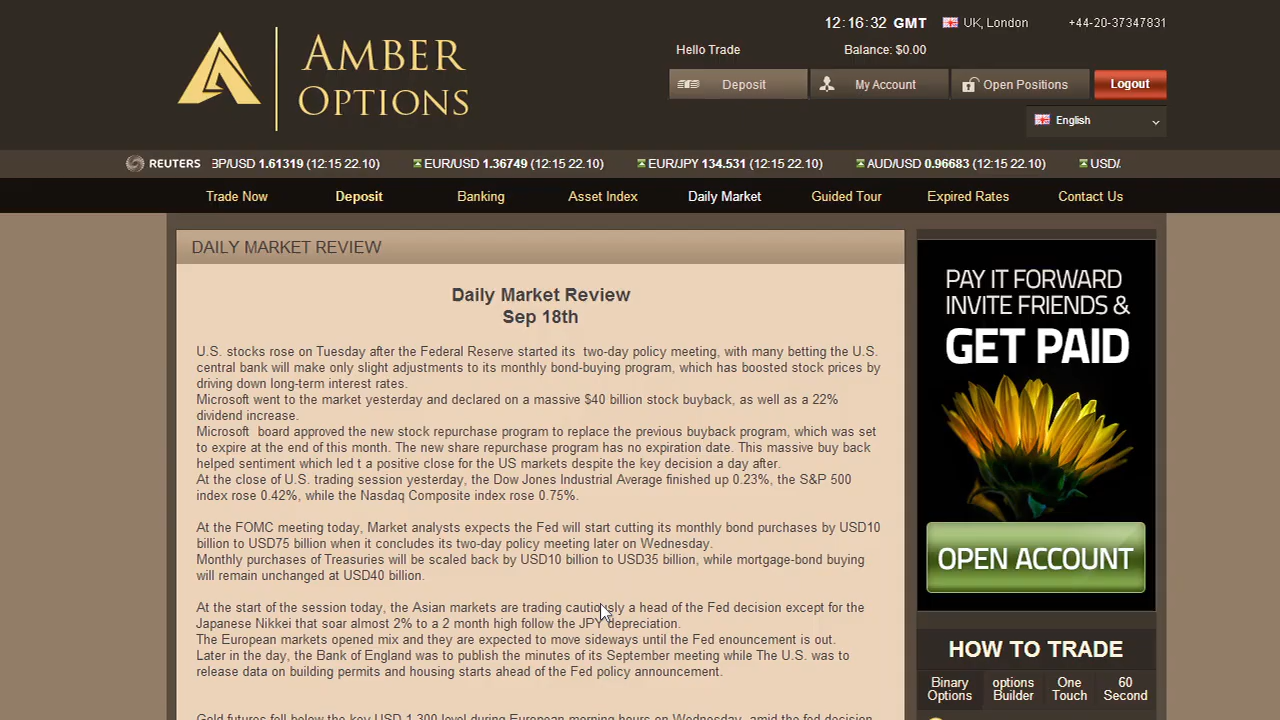 12:16:32 GMT UK, London +44-20-37347831
AMBER
OPTIONS
Hello Trade Balance: $0.00
Deposit My Account Open Positions Logout
English
REUTERS 3P/USD 1.61319 (12:15 22.10) EUR/USD 1.36749 (12:15 22.10) EUR/JPY 134.531 (12:15 22.10) AUD/USD 0.96683 (12:15 22.10) USD/
Trade Now Deposit Banking Asset Index Daily Market Guided Tour Expired Rates Contact Us
DAILY MARKET REVIEW
Daily Market Review
Sep 18th
U.S. stocks rose on Tuesday after the Federal Reserve started its two-day policy meeting, with many betting the U.S.
central bank will make only slight adjustments to its monthly bond-buying program, which has boosted stock prices by
driving down long-term interest rates.
Microsoft went to the market yesterday and declared on a massive $40 billion stock buyback, as well as a 22%
dividend increase.
Microsoft board approved the new stock repurchase program to replace the previous buyback program, which was set
to expire at the end of this month. The new share repurchase program has no expiration date. This massive buy back
helped sentiment which led t a positive close for the US markets despite the key decision a day after.
At the close of U.S. trading session yesterday, the Dow Jones Industrial Average finished up 0.23%, the S&P 500
index rose 0.42%, while the Nasdaq Composite index rose 0.75%.
At the FOMC meeting today, Market analysts expects the Fed will start cutting its monthly bond purchases by USD10
billion to USD75 billion when it concludes its two-day policy meeting later on Wednesday.
Monthly purchases of Treasuries will be scaled back by USD10 billion to USD35 billion, while mortgage-bond buying
will remain unchanged at USD40 billion.
At the start of the session today, the Asian markets are trading cautiously a head of the Fed decision except for the
Japanese Nikkei that soar almost 2% to a 2 month high follow the JPY depreciation.
The European markets opened mix and they are expected to move sideways until the Fed enouncement is out.
Later in the day, the Bank of England was to publish the minutes of its September meeting while The U.S. was to
release data on building permits and housing starts ahead of the Fed policy announcement.
Gold futures fell below the key USD 1,300 level during European morning hours on Wednesday, amid the fed decision
PAY IT FORWARD
INVITE FRIENDS &
GET PAID
OPEN ACCOUNT
HOW TO TRADE
Binary Options
options Builder
One Touch
60 Second